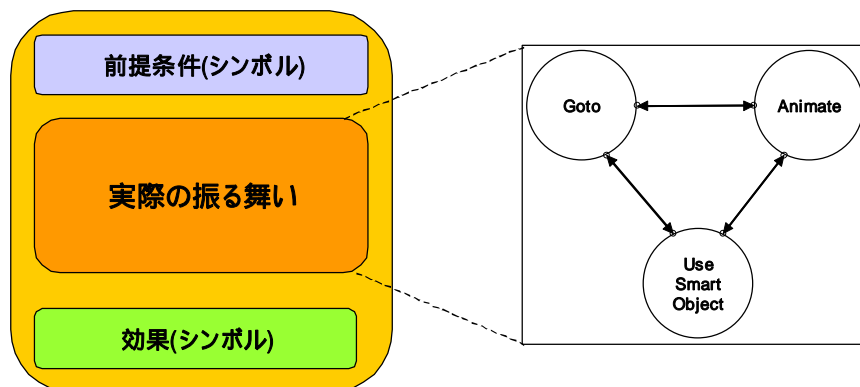 前提条件(シンボル)
実際の振る舞い
効果(シンボル)
Goto
Animate
Use
Smart
Object